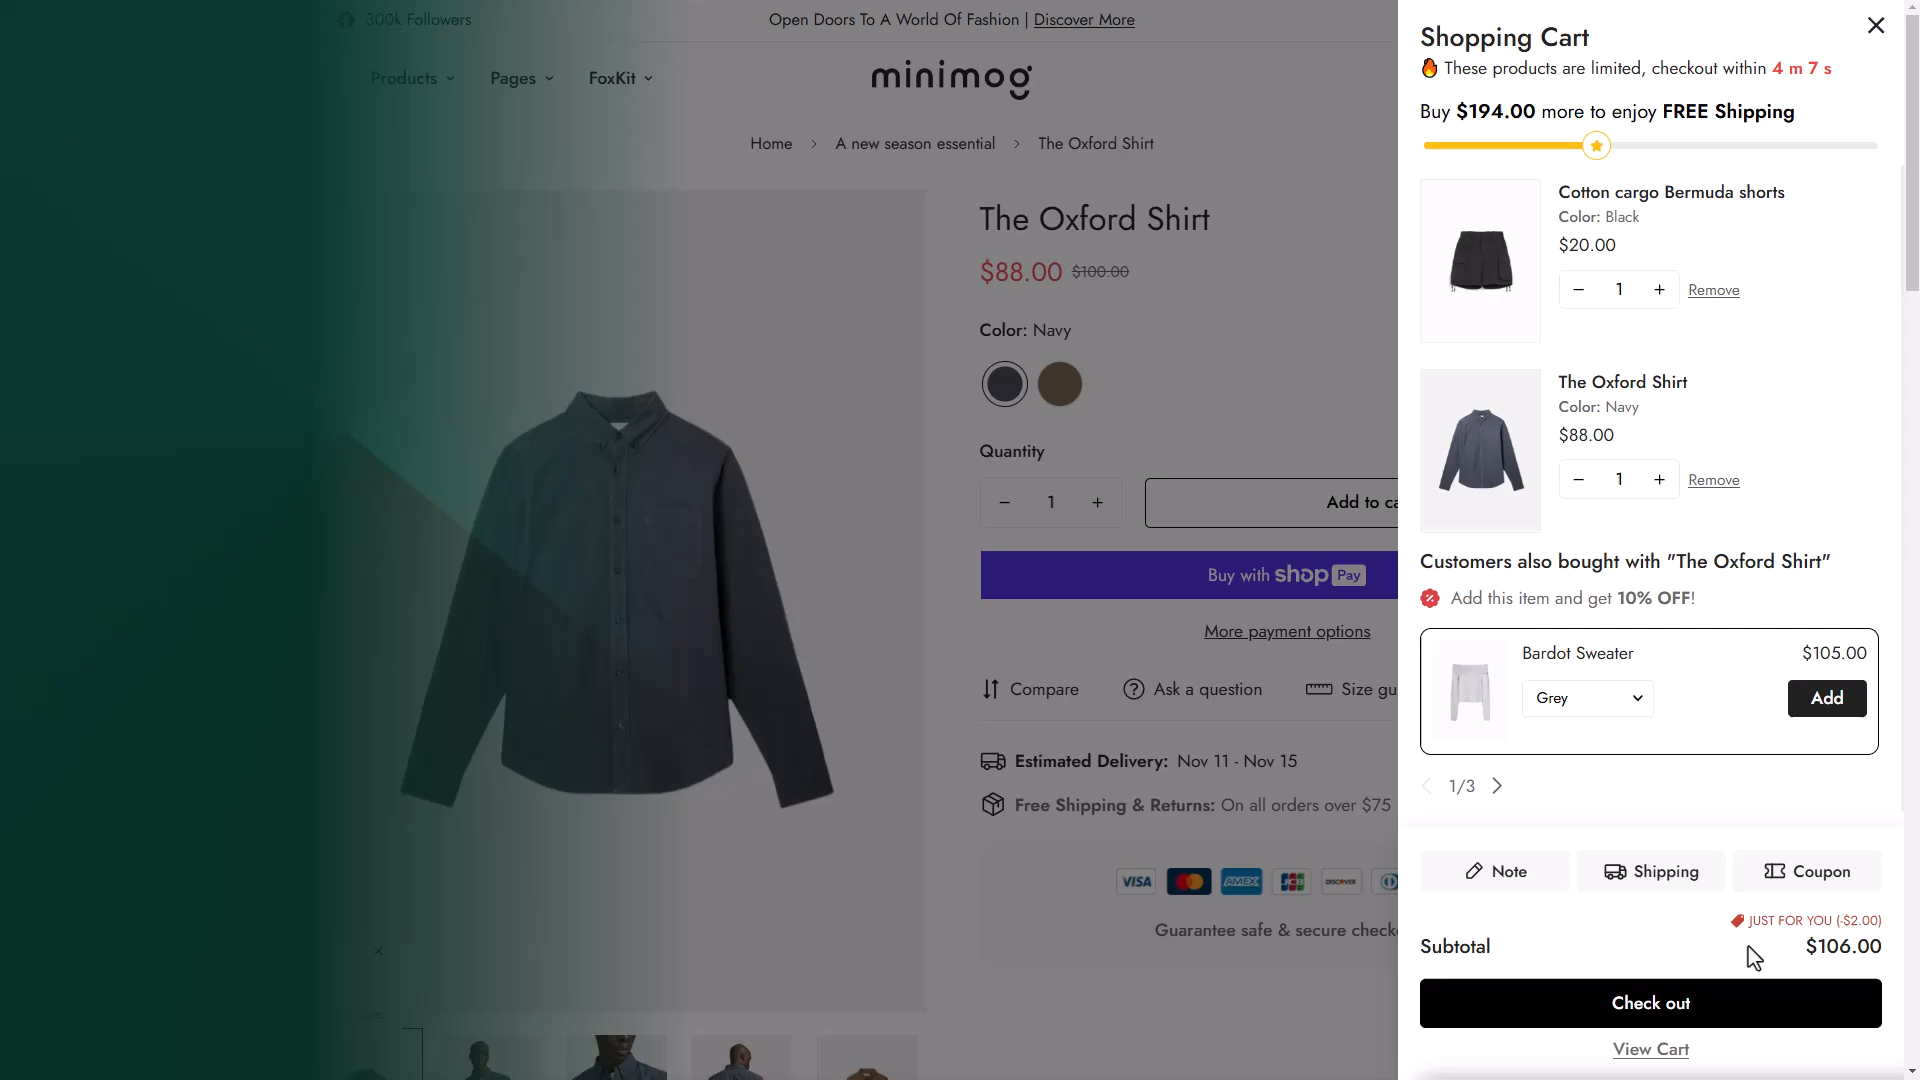 300k Followers
Open Doors To A World Of Fashion | Discover More
Products
Pages
FoxKit
minimog
Home > A new season essential > The Oxford Shirt
The Oxford Shirt
$88.00 $100.00
Color: Navy
Quantity
− 1 +
Add to ca
Buy with shop Pay
More payment options
Compare
Ask a question
Size gu
Estimated Delivery: Nov 11 - Nov 15
Free Shipping & Returns: On all orders over $75
VISA
AMEX
JCB
DISCOVER
Guarantee safe & secure checko
Shopping Cart
These products are limited, checkout within 4 m 7 s
Buy $194.00 more to enjoy FREE Shipping
Cotton cargo Bermuda shorts
Color: Black
$20.00
− 1 + Remove
The Oxford Shirt
Color: Navy
$88.00
− 1 + Remove
Customers also bought with "The Oxford Shirt"
Add this item and get 10% OFF!
Bardot Sweater $105.00
Grey Add
1/3
Note
Shipping
Coupon
JUST FOR YOU (-$2.00)
Subtotal $106.00
Check out
View Cart